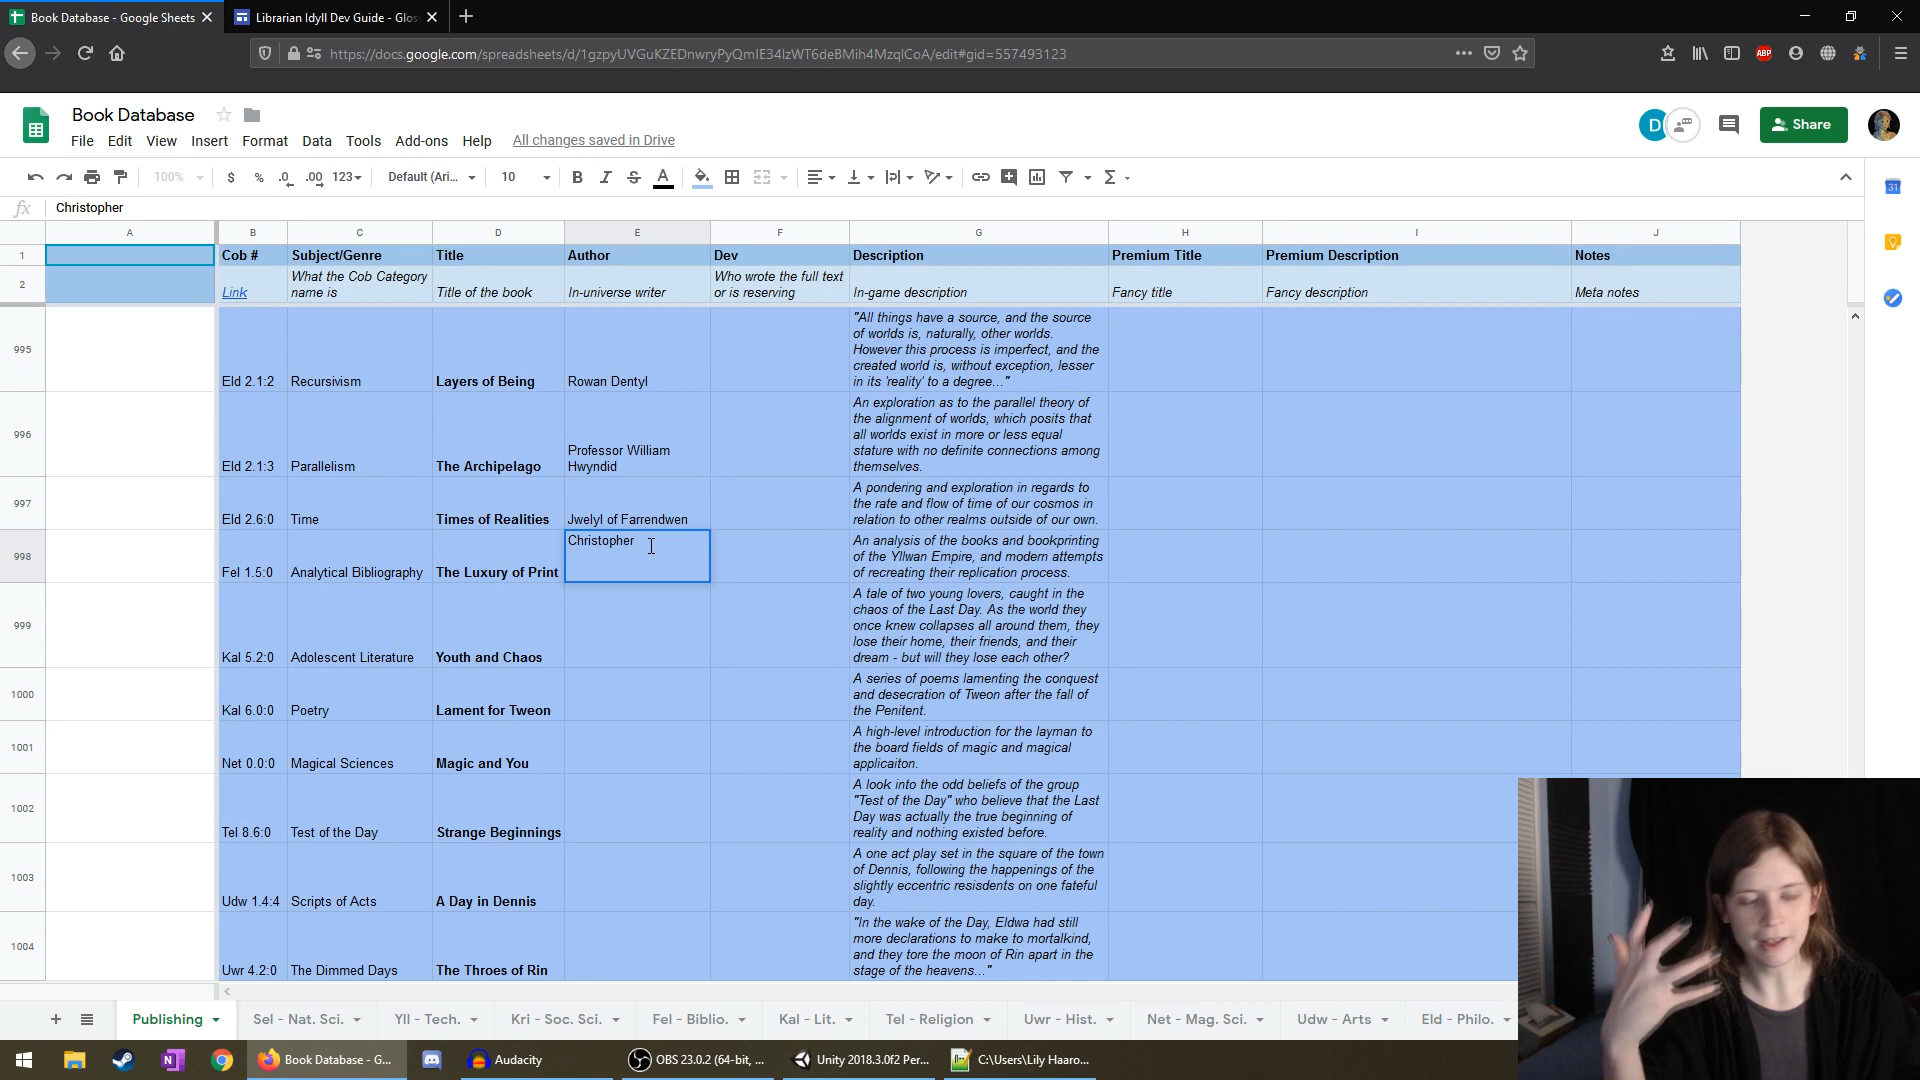 Book Database - Google Sheets
Librarian Idyll Dev Guide - Glos
https://docs.google.com/spreadsheets/d/1gzpyUVGuKZEDnwryPyQmIE34lzWT6deBMih4MzqlCoA/edit#gid=557493123
ABP
Book Database
File Edit View Insert Format Data Tools Add-ons Help All changes saved in Drive
D
Share
100% $ % .0 .00 123 Default (Ari... 10 B I S A Σ
31
fx Christopher
A B C D E F G H I J
1 Cob # Subject/Genre Title Author Dev Description Premium Title Premium Description Notes
What the Cob Category
name is
Who wrote the full text
or is reserving
2 Link Title of the book In-universe writer In-game description Fancy title Fancy description Meta notes
"All things have a source, and the source
of worlds is, naturally, other worlds.
However this process is imperfect, and the
created world is, without exception, lesser
in its 'reality' to a degree..."
995 Eld 2.1:2 Recursivism Layers of Being Rowan Dentyl
An exploration as to the parallel theory of
the alignment of worlds, which posits that
all worlds exist in more or less equal
stature with no definite connections among
themselves.
996 Eld 2.1:3 Parallelism The Archipelago Professor William
Hwyndid
A pondering and exploration in regards to
the rate and flow of time of our cosmos in
relation to other realms outside of our own.
997 Eld 2.6:0 Time Times of Realities Jwelyl of Farrendwen
Christopher
An analysis of the books and bookprinting
of the Yllwan Empire, and modern attempts
of recreating their replication process.
998 Fel 1.5:0 Analytical Bibliography The Luxury of Print
A tale of two young lovers, caught in the
chaos of the Last Day. As the world they
once knew collapses all around them, they
lose their home, their friends, and their
dream - but will they lose each other?
999 Kal 5.2:0 Adolescent Literature Youth and Chaos
A series of poems lamenting the conquest
and desecration of Tweon after the fall of
the Penitent.
1000 Kal 6.0:0 Poetry Lament for Tweon
A high-level introduction for the layman to
the board fields of magic and magical
applicaiton.
1001 Net 0.0:0 Magical Sciences Magic and You
A look into the odd beliefs of the group
"Test of the Day" who believe that the Last
Day was actually the true beginning of
reality and nothing existed before.
1002 Tel 8.6:0 Test of the Day Strange Beginnings
A one act play set in the square of the town
of Dennis, following the happenings of the
slightly eccentric resisdents on one fateful
day.
1003 Udw 1.4:4 Scripts of Acts A Day in Dennis
"In the wake of the Day, Eldwa had still
more declarations to make to mortalkind,
and they tore the moon of Rin apart in the
stage of the heavens..."
1004 Uwr 4.2:0 The Dimmed Days The Throes of Rin
Publishing Sel - Nat. Sci. Yll - Tech. Kri - Soc. Sci. Fel - Biblio. Kal - Lit. Tel - Religion Uwr - Hist. Net - Mag. Sci. Udw - Arts Eld - Philo.
Book Database - G... Audacity OBS 23.0.2 (64-bit, ... Unity 2018.3.0f2 Per... C:\Users\Lily Haaro...